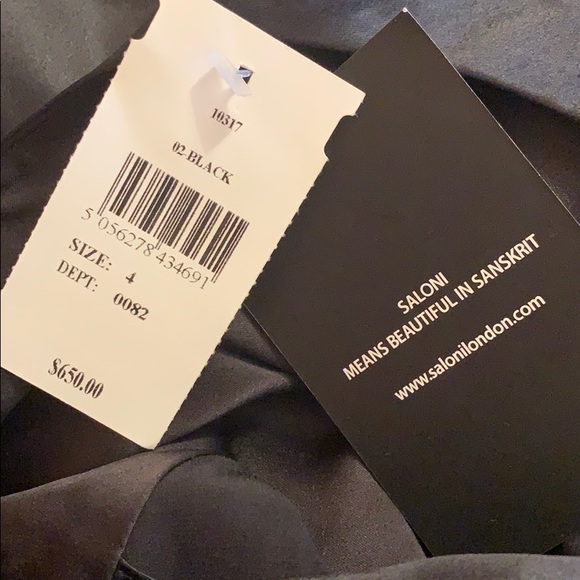 10317
02-BLACK
5 056278 434691
SIZE: 4
DEPT: 0082
$650.00
SALONI
MEANS BEAUTIFUL IN SANSKRIT
www.salonilondon.com